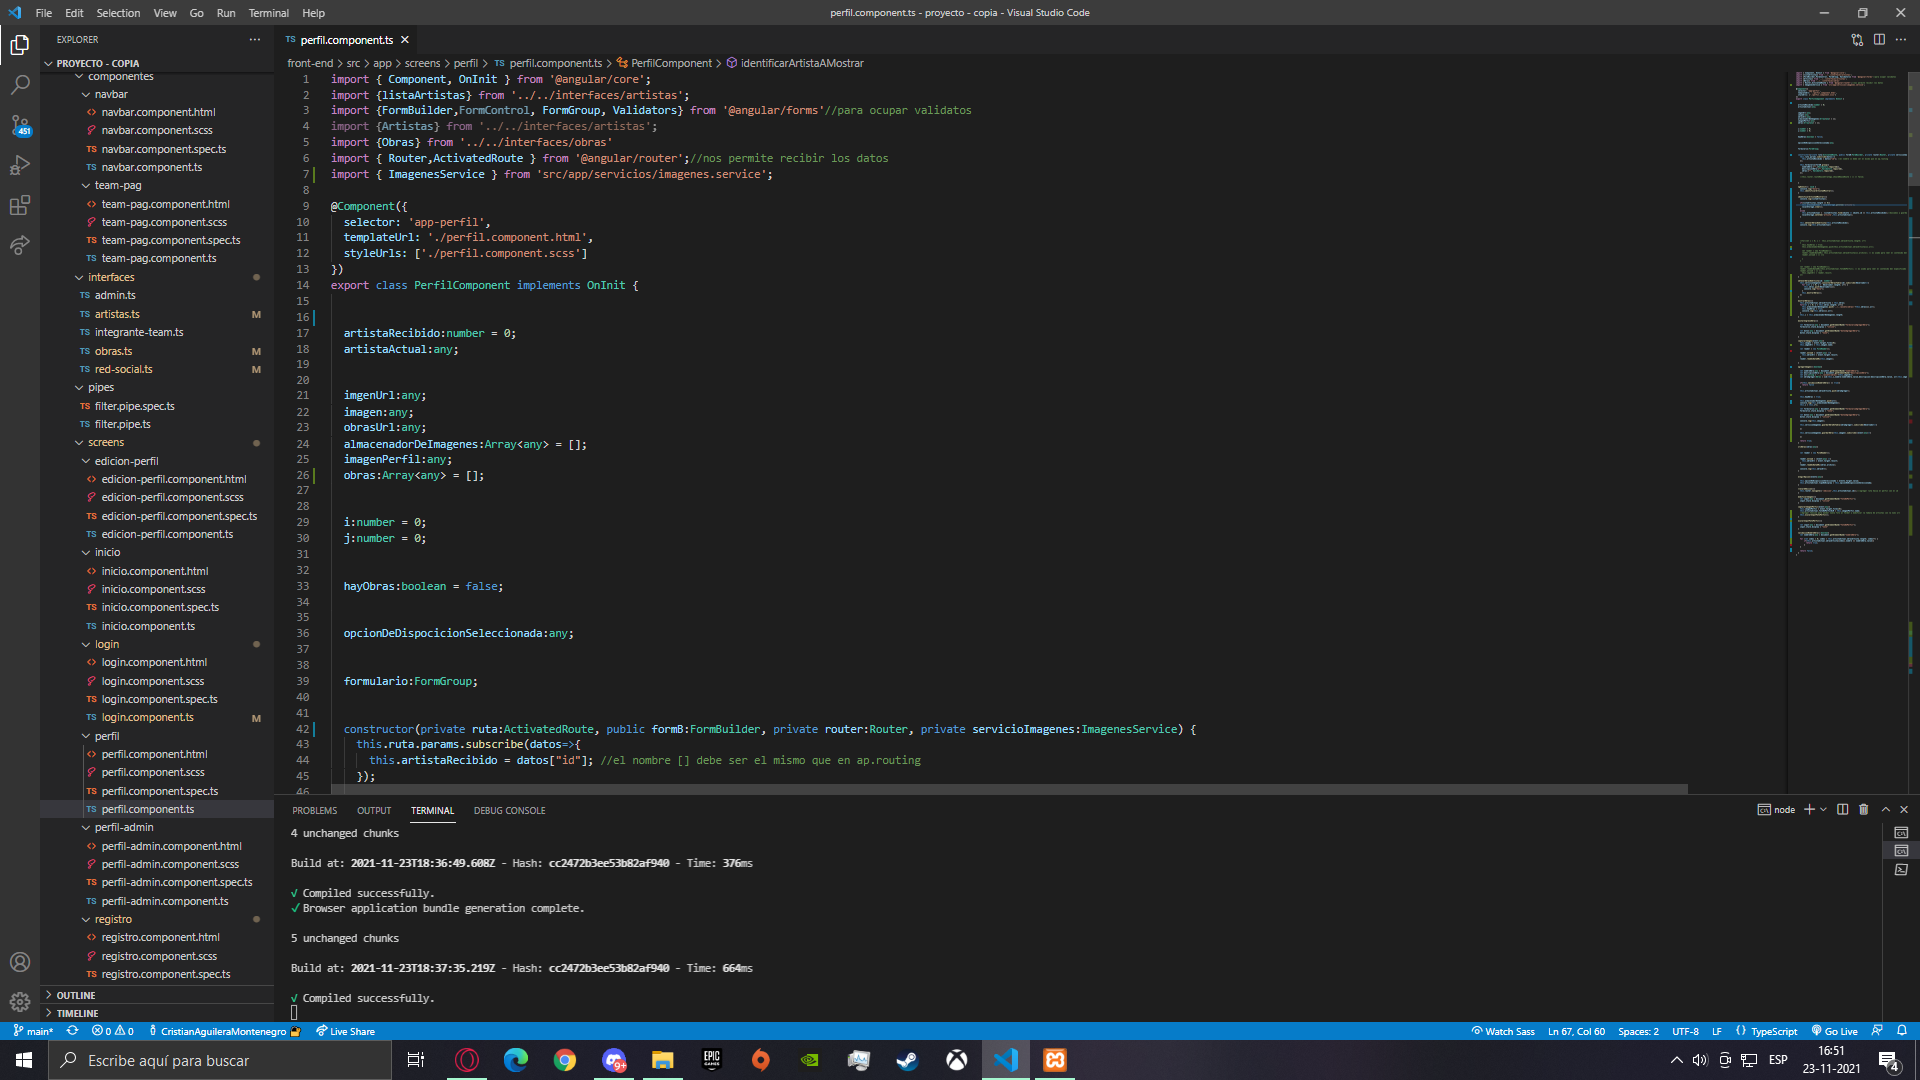 File Edit Selection View Go Run Terminal Help
perfil.component.ts - proyecto - copia - Visual Studio Code
EXPLORER
PROYECTO - COPIA
componentes
navbar
navbar.component.html
navbar.component.scss
navbar.component.spec.ts
navbar.component.ts
team-pag
team-pag.component.html
team-pag.component.scss
team-pag.component.spec.ts
team-pag.component.ts
interfaces
admin.ts
artistas.ts M
integrante-team.ts
obras.ts M
red-social.ts M
pipes
filter.pipe.spec.ts
filter.pipe.ts
screens
edicion-perfil
edicion-perfil.component.html
edicion-perfil.component.scss
edicion-perfil.component.spec.ts
edicion-perfil.component.ts
inicio
inicio.component.html
inicio.component.scss
inicio.component.spec.ts
inicio.component.ts
login
login.component.html
login.component.scss
login.component.spec.ts
login.component.ts M
perfil
perfil.component.html
perfil.component.scss
perfil.component.spec.ts
perfil.component.ts
perfil-admin
perfil-admin.component.html
perfil-admin.component.scss
perfil-admin.component.spec.ts
perfil-admin.component.ts
registro
registro.component.html
registro.component.scss
registro.component.spec.ts
OUTLINE
TIMELINE
451
TS perfil.component.ts
front-end > src > app > screens > perfil > TS perfil.component.ts > PerfilComponent > identificarArtistaAMostrar
1 import { Component, OnInit } from '@angular/core';
2 import {listaArtistas} from '../../interfaces/artistas';
3 import {FormBuilder,FormControl, FormGroup, Validators} from '@angular/forms'//para ocupar validatos
4 import {Artistas} from '../../interfaces/artistas';
5 import {Obras} from '../../interfaces/obras'
6 import { Router,ActivatedRoute } from '@angular/router';//nos permite recibir los datos
7 import { ImagenesService } from 'src/app/servicios/imagenes.service';
8
9 @Component({
10 selector: 'app-perfil',
11 templateUrl: './perfil.component.html',
12 styleUrls: ['./perfil.component.scss']
13 })
14 export class PerfilComponent implements OnInit {
15
16
17 artistaRecibido:number = 0;
18 artistaActual:any;
19
20
21 imgenUrl:any;
22 imagen:any;
23 obrasUrl:any;
24 almacenadorDeImagenes:Array<any> = [];
25 imagenPerfil:any;
26 obras:Array<any> = [];
27
28
29 i:number = 0;
30 j:number = 0;
31
32
33 hayObras:boolean = false;
34
35
36 opcionDeDispocicionSeleccionada:any;
37
38
39 formulario:FormGroup;
40
41
42 constructor(private ruta:ActivatedRoute, public formB:FormBuilder, private router:Router, private servicioImagenes:ImagenesService) {
43 this.ruta.params.subscribe(datos=>{
44 this.artistaRecibido = datos["id"]; //el nombre [] debe ser el mismo que en ap.routing
45 });
46
PROBLEMS OUTPUT TERMINAL DEBUG CONSOLE
node
4 unchanged chunks
Build at: 2021-11-23T18:36:49.608Z - Hash: cc2472b3ee53b82af940 - Time: 376ms
√ Compiled successfully.
√ Browser application bundle generation complete.
5 unchanged chunks
Build at: 2021-11-23T18:37:35.219Z - Hash: cc2472b3ee53b82af940 - Time: 664ms
√ Compiled successfully.
main* 0 0 CristianAguileraMontenegro Live Share
Watch Sass Ln 67, Col 60 Spaces: 2 UTF-8 LF {} TypeScript Go Live
Escribe aquí para buscar
9+
EPIC GAMES
ESP
16:51
23-11-2021
4